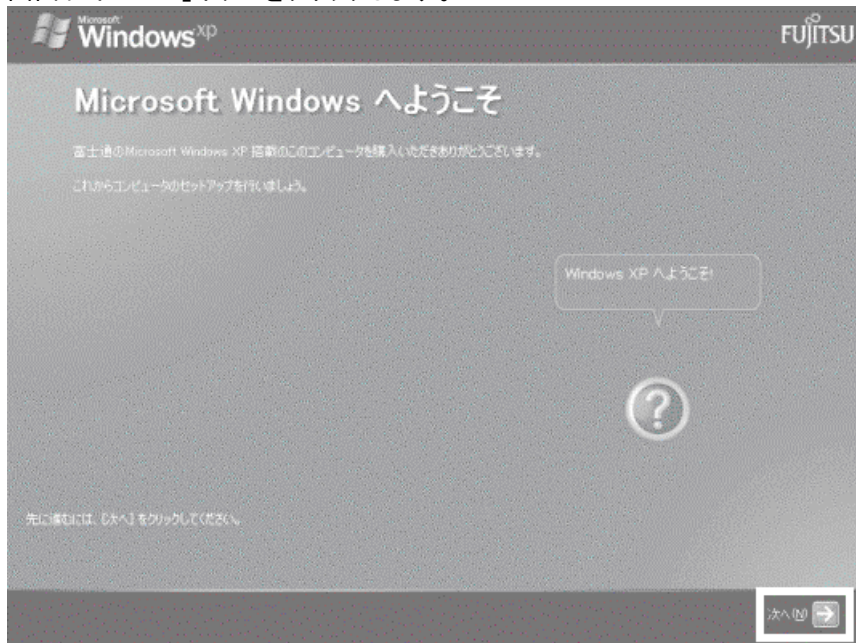 Microsoft
Windows xp
FUJITSU
Microsoft Windows へようこそ
富士通のMicrosoft Windows XP 搭載のこのコンピュータを購入いただきありがとうございます。
これからコンピュータのセットアップを行いましょう。
Windows XP へようこそ!
?
先に進むには、[次へ] をクリックしてください。
次へ(N)